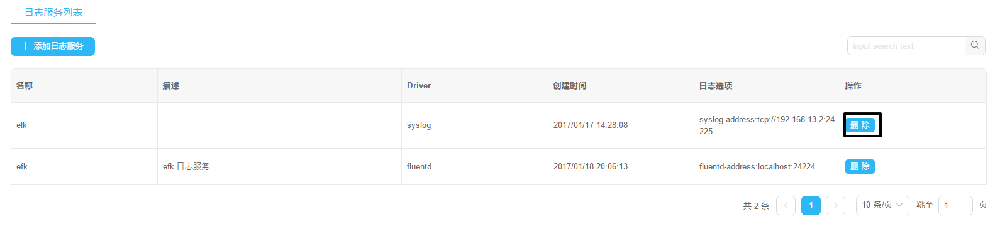 日志服务列表
添加日志服务
input search text
名称 描述 Driver 创建时间 日志选项 操作
elk syslog 2017/01/17 14:28:08 syslog-address:tcp://192.168.13.2:24 删 除
225
efk efk 日志服务 fluentd 2017/01/18 20:06:13 fluentd-address:localhost:24224 删 除
共 2 条 1 10 条/页 跳至 1 页